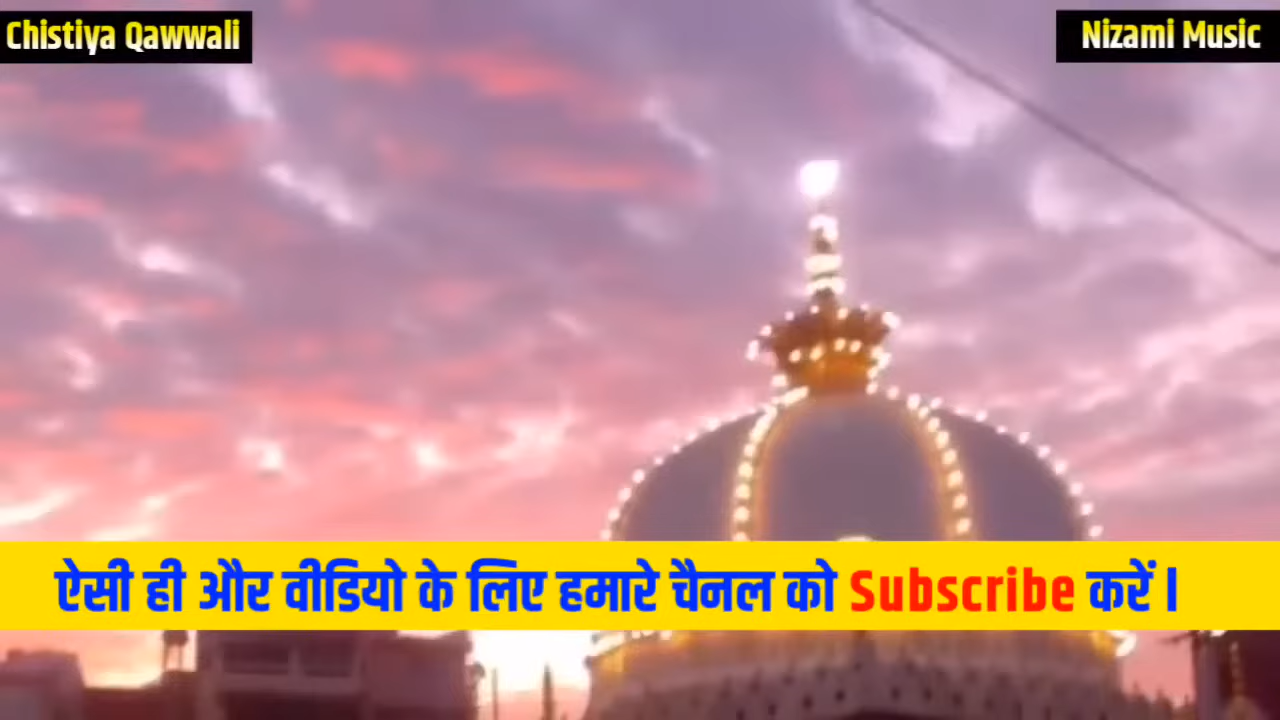 Chistiya Qawwali
Nizami Music
ऐसी ही और वीडियो के लिए हमारे चैनल को Subscribe करें।